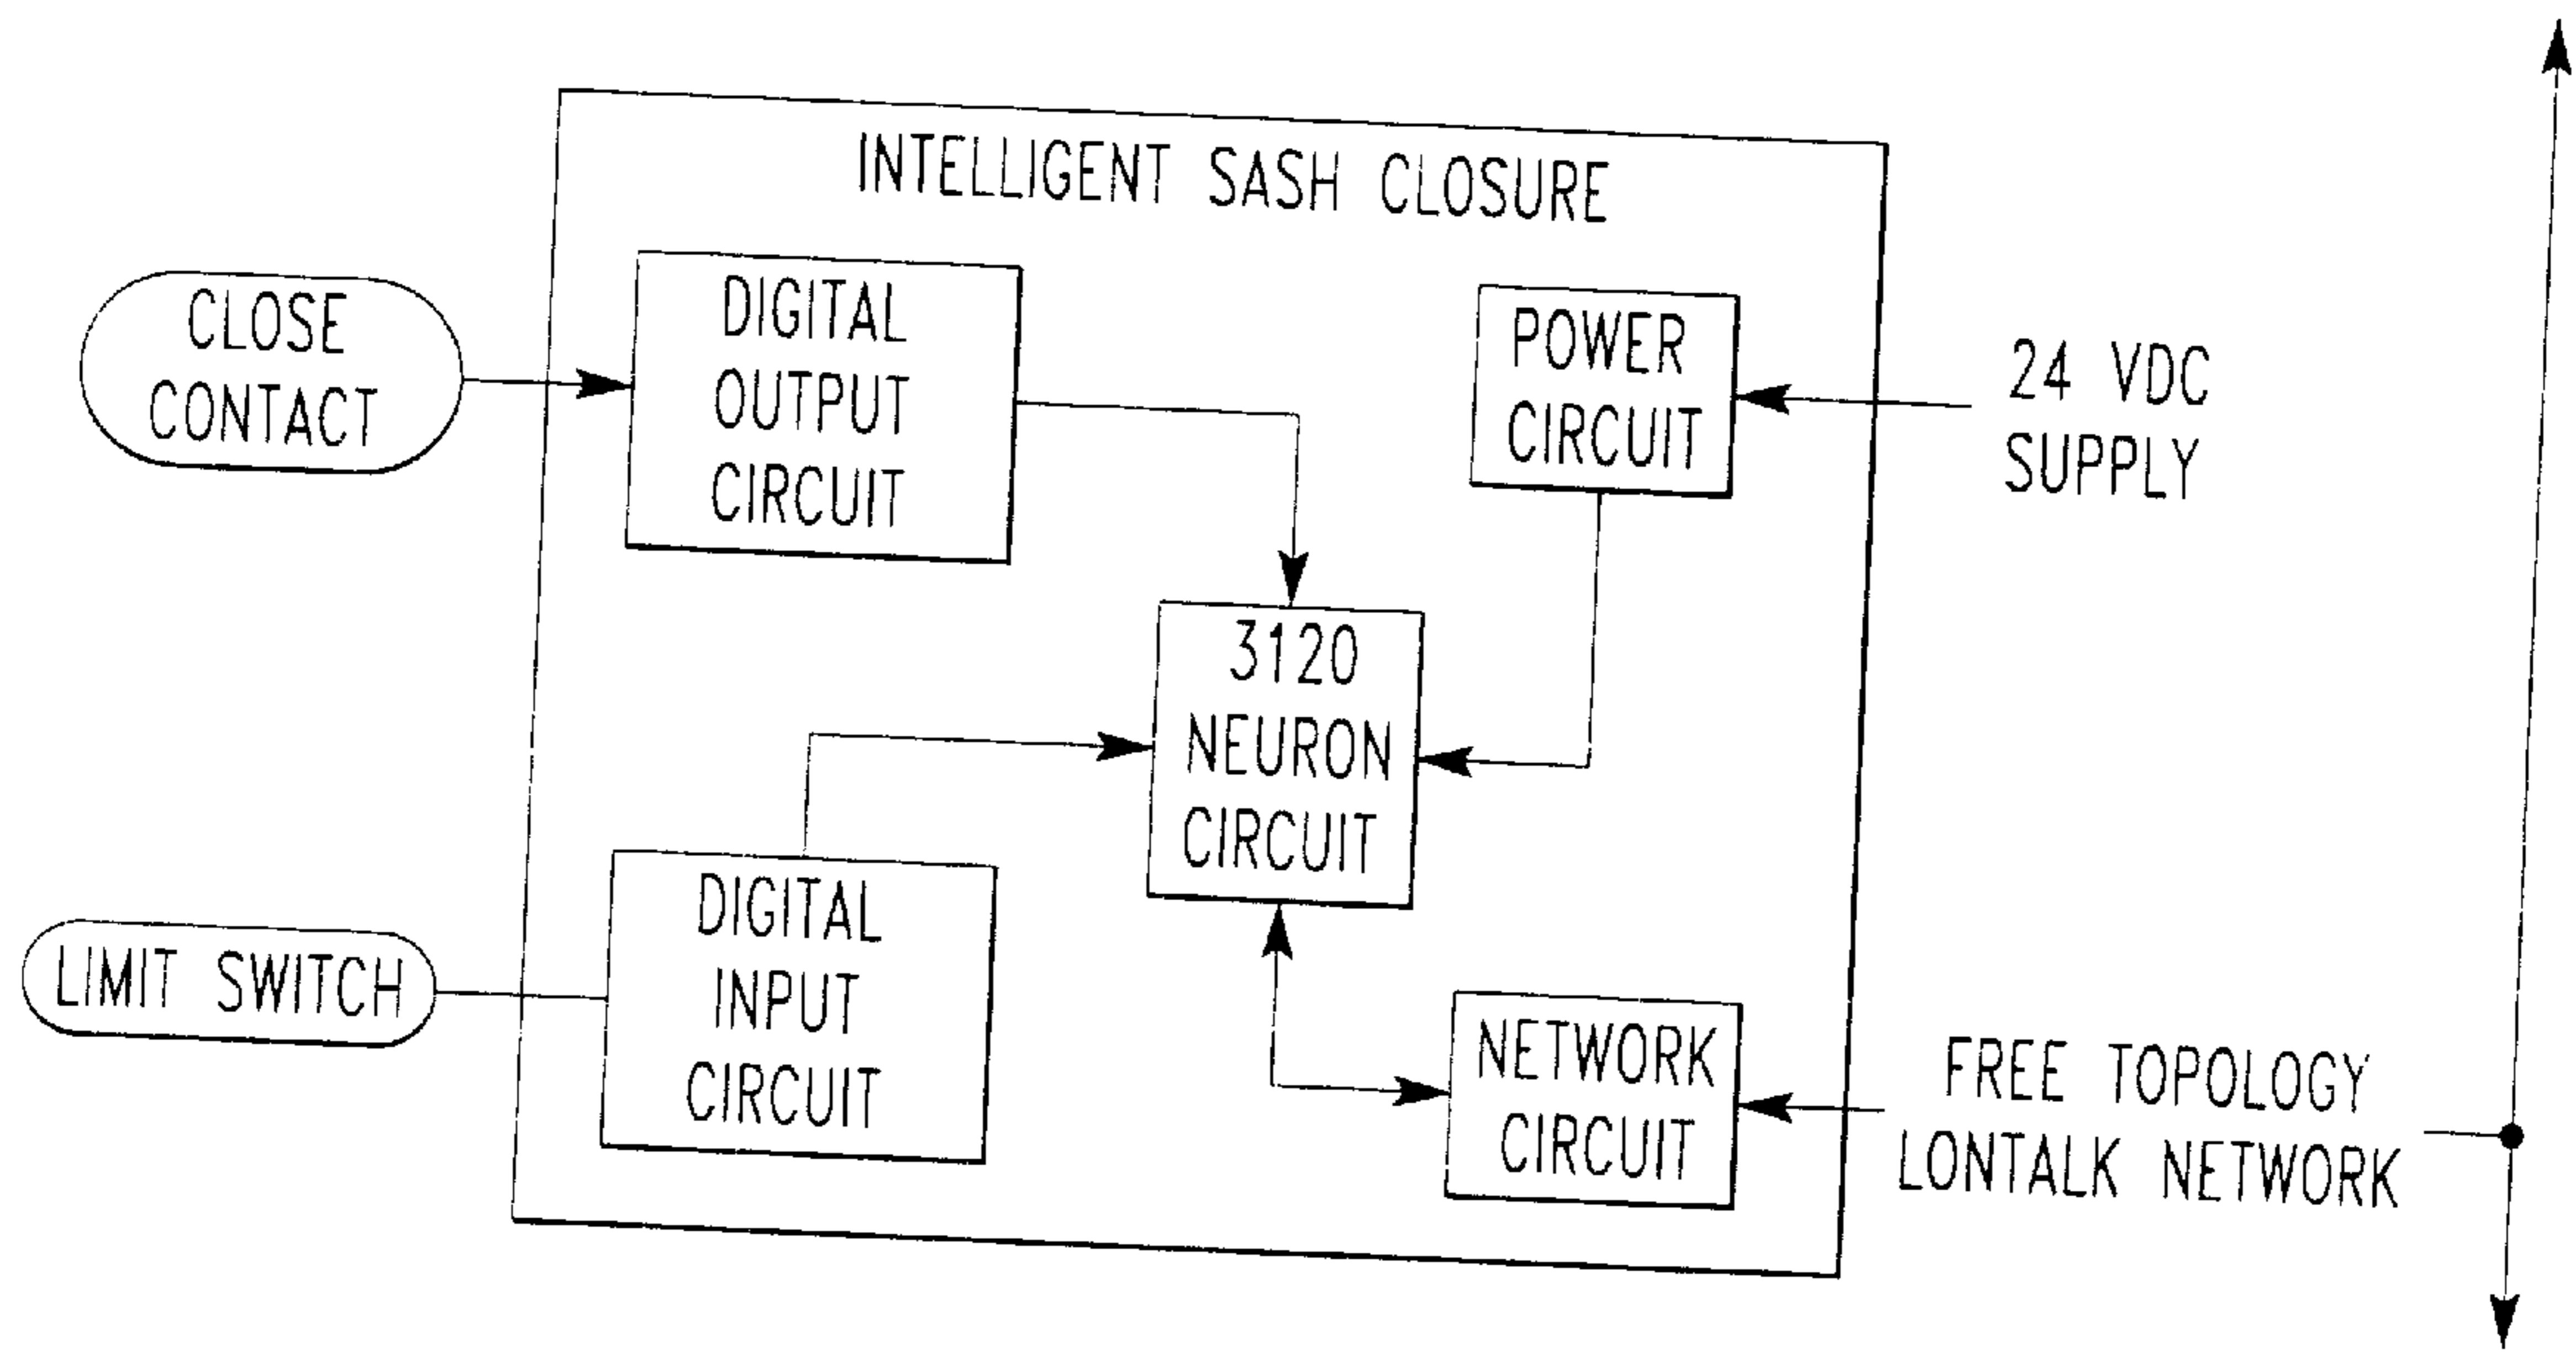 INTELLIGENT SASH CLOSURE
CLOSE
CONTACT
DIGITAL
OUTPUT
CIRCUIT
POWER
CIRCUIT
24 VDC
SUPPLY
3120
NEURON
CIRCUIT
LIMIT SWITCH
DIGITAL
INPUT
CIRCUIT
NETWORK
CIRCUIT
FREE TOPOLOGY
LONTALK NETWORK